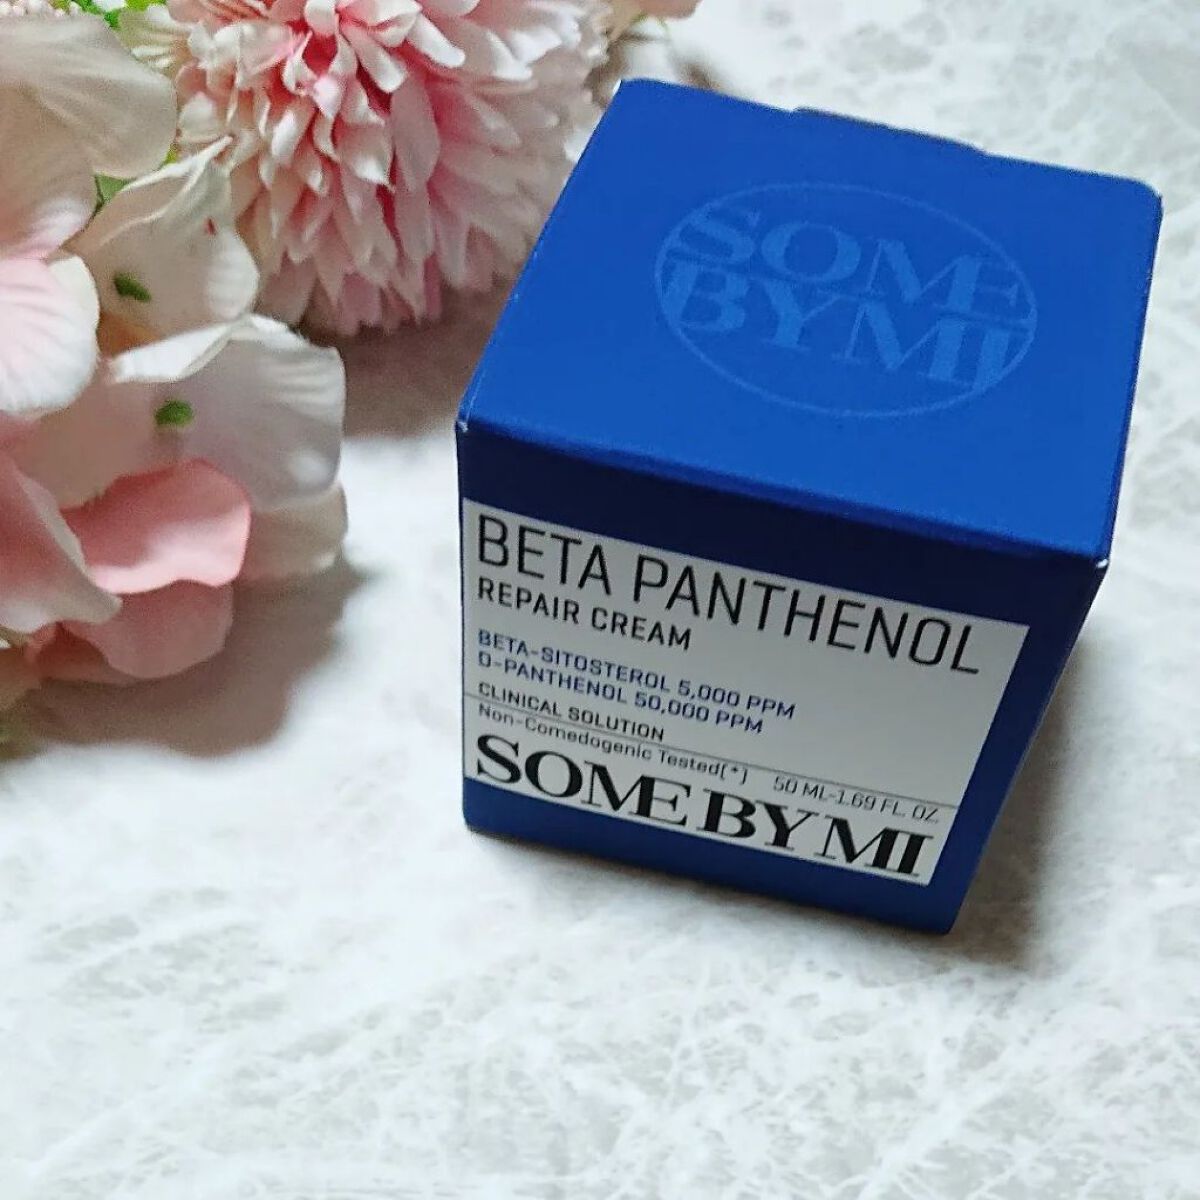 SOME
BY MI
BETA PANTHENOL
REPAIR CREAM
BETA-SITOSTEROL 5,000 PPM
D-PANTHENOL 50,000 PPM
CLINICAL SOLUTION
Non-Comedogenic Tested(*) 50 ML-1.69 FL. OZ.
SOME BY MI